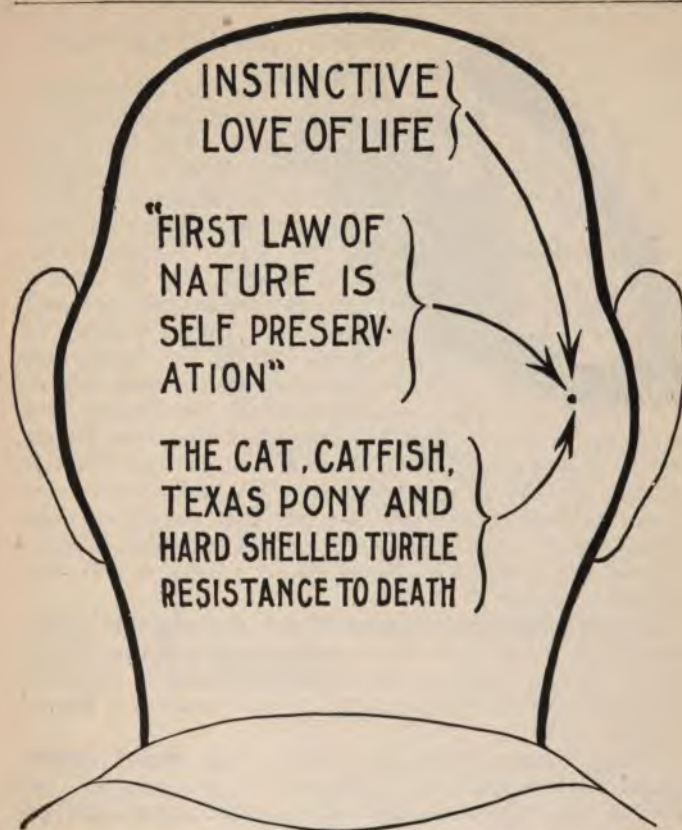 INSTINCTIVE
LOVE OF LIFE
"FIRST LAW OF
NATURE IS
SELF PRESERV-
ATION"
THE CAT, CATFISH,
TEXAS PONY AND
HARD SHELLED TURTLE
RESISTANCE TO DEATH